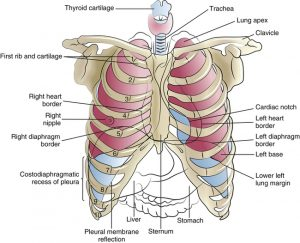 Thyroid cartilage
Trachea
Lung apex
Clavicle
First rib and cartilage
1
2
3
4
5
6
7
8
9
Right heart
border
Right
nipple
Right diaphragm
border
Costodiaphragmatic
recess of pleura
Cardiac notch
Left heart
border
Left diaphragm
border
Left base
Lower left
lung margin
Liver
Stomach
Pleural membrane
reflection
Sternum